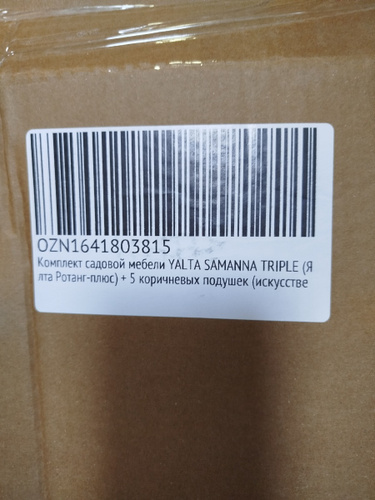 OZN1641803815
Комплект садовой мебели YALTA SAMANNA TRIPLE (Я
лта Ротанг-плюс) + 5 коричневых подушек (искусстве